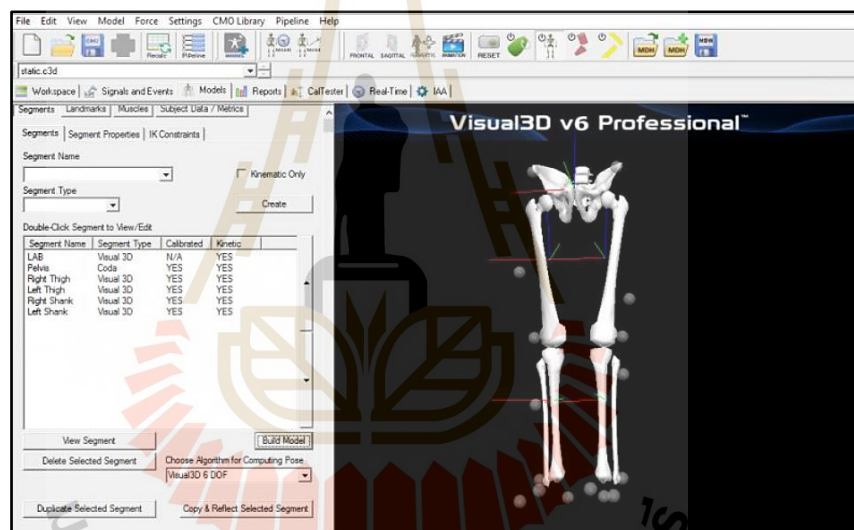 File Edit View Model Force Settings CMO Library Pipeline Help
Recalc Pipeline FRONTAL SAGITTAL ANIMATION RESET MDH MDH MDH
static.c3d
Workspace Signals and Events Models Reports CalTester Real-Time IAA
Segments Landmarks Muscles Subject Data / Metrics
Segments Segment Properties IK Constraints
Segment Name
Kinematic Only
Segment Type
Create
Double-Click Segment to View/Edit
Segment Name Segment Type Calibrated Kinetic
LAB Visual 3D N/A YES
Pelvis Coda YES YES
Right Thigh Visual 3D YES YES
Left Thigh Visual 3D YES YES
Right Shank Visual 3D YES YES
Left Shank Visual 3D YES YES
View Segment Build Model
Delete Selected Segment Choose Algorithm for Computing Pose
Visual3D 6 DOF
Duplicate Selected Segment Copy & Reflect Selected Segment
Visual3D v6 Professional™